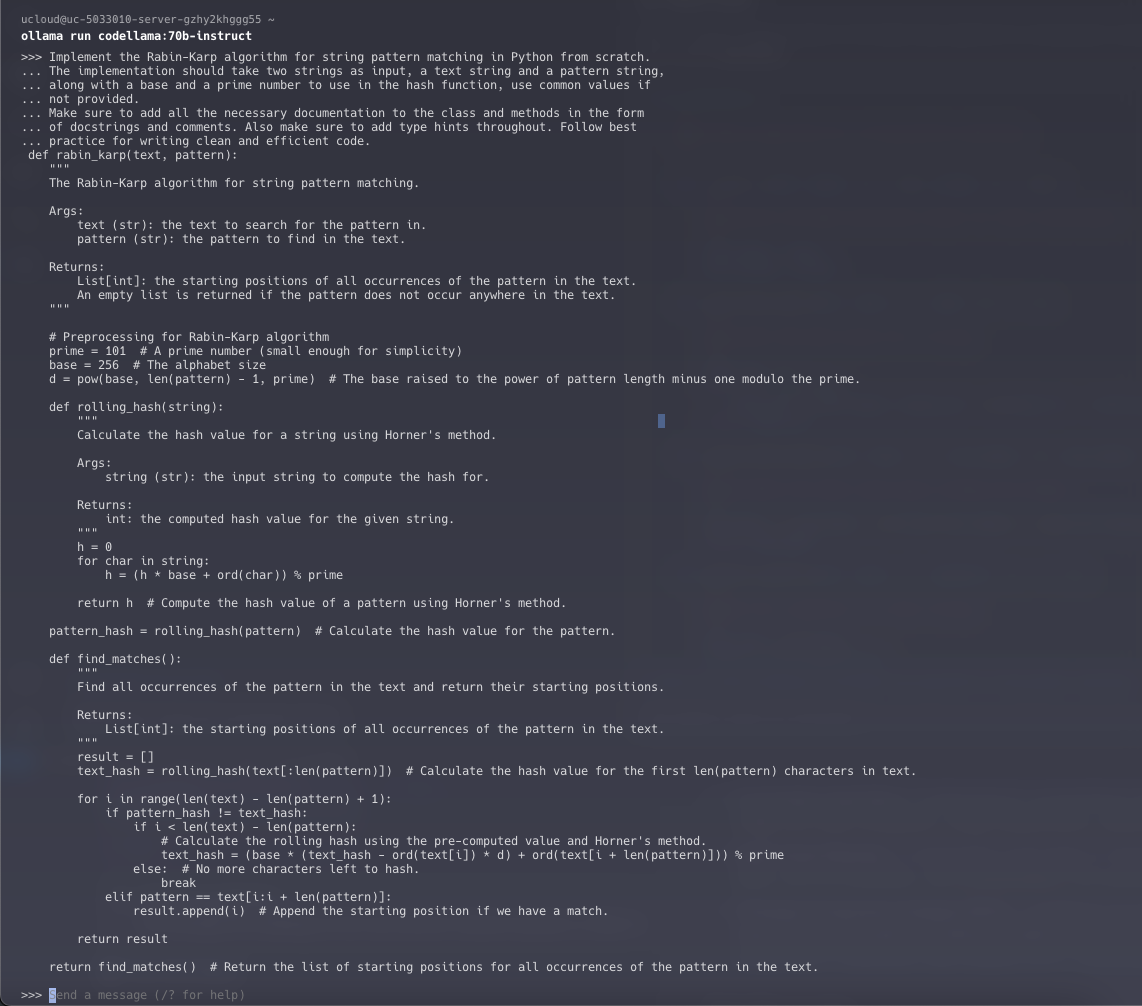 ucloud@uc-5033010-server-gzhy2khggg55 ~
ollama run codellama:70b-instruct
>>> Implement the Rabin-Karp algorithm for string pattern matching in Python from scratch.
... The implementation should take two strings as input, a text string and a pattern string,
... along with a base and a prime number to use in the hash function, use common values if
... not provided.
... Make sure to add all the necessary documentation to the class and methods in the form
... of docstrings and comments. Also make sure to add type hints throughout. Follow best
... practice for writing clean and efficient code.
 def rabin_karp(text, pattern):
    """
    The Rabin-Karp algorithm for string pattern matching.

    Args:
        text (str): the text to search for the pattern in.
        pattern (str): the pattern to find in the text.

    Returns:
        List[int]: the starting positions of all occurrences of the pattern in the text.
        An empty list is returned if the pattern does not occur anywhere in the text.
    """

    # Preprocessing for Rabin-Karp algorithm
    prime = 101  # A prime number (small enough for simplicity)
    base = 256  # The alphabet size
    d = pow(base, len(pattern) - 1, prime)  # The base raised to the power of pattern length minus one modulo the prime.

    def rolling_hash(string):
        """
        Calculate the hash value for a string using Horner's method.

        Args:
            string (str): the input string to compute the hash for.

        Returns:
            int: the computed hash value for the given string.
        """
        h = 0
        for char in string:
            h = (h * base + ord(char)) % prime

        return h  # Compute the hash value of a pattern using Horner's method.

    pattern_hash = rolling_hash(pattern)  # Calculate the hash value for the pattern.

    def find_matches():
        """
        Find all occurrences of the pattern in the text and return their starting positions.

        Returns:
            List[int]: the starting positions of all occurrences of the pattern in the text.
        """
        result = []
        text_hash = rolling_hash(text[:len(pattern)])  # Calculate the hash value for the first len(pattern) characters in text.

        for i in range(len(text) - len(pattern) + 1):
            if pattern_hash != text_hash:
                if i < len(text) - len(pattern):
                    # Calculate the rolling hash using the pre-computed value and Horner's method.
                    text_hash = (base * (text_hash - ord(text[i]) * d) + ord(text[i + len(pattern)])) % prime
                else:  # No more characters left to hash.
                    break
            elif pattern == text[i:i + len(pattern)]:
                result.append(i)  # Append the starting position if we have a match.

        return result

    return find_matches()  # Return the list of starting positions for all occurrences of the pattern in the text.

>>> Send a message (/? for help)